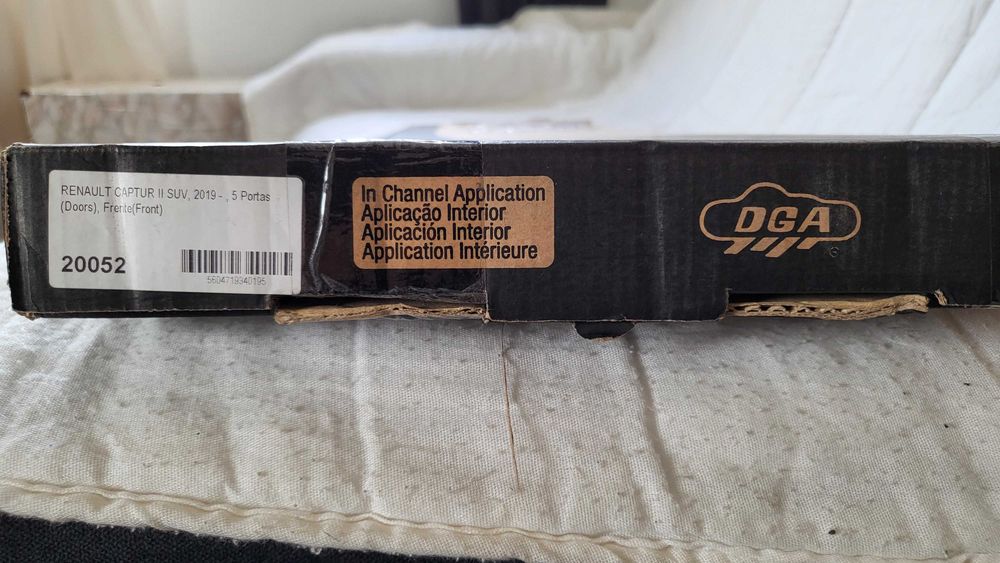 RENAULT CAPTUR II SUV, 2019 - , 5 Portas
(Doors), Frente(Front)
20052
5604719340195
In Channel Application
Aplicação Interior
Aplicación Interior
Application Intérieure
DGA